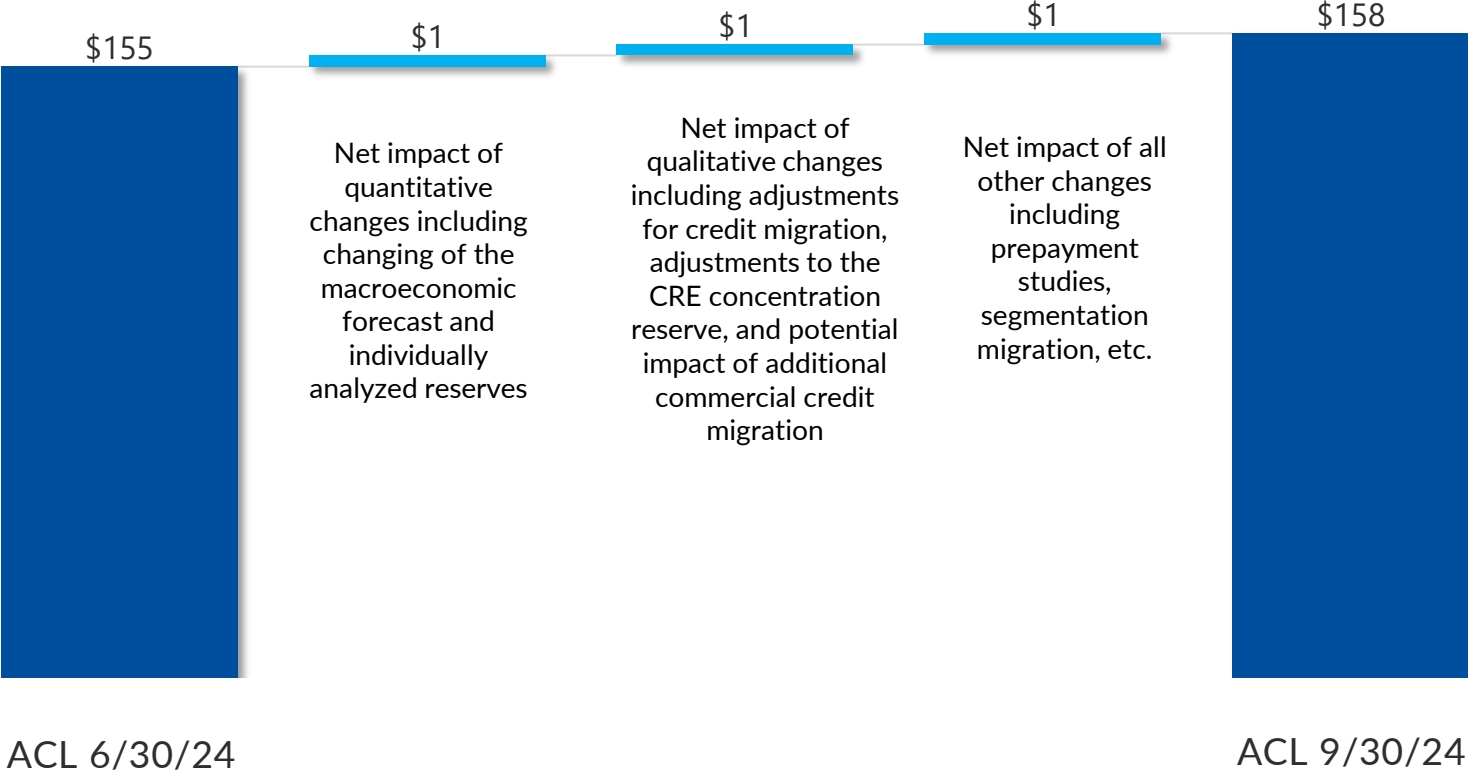 $155
$1
$1
$1
$158
Net impact of
quantitative
changes including
changing of the
macroeconomic
forecast and
individually
analyzed reserves
Net impact of
qualitative changes
including adjustments
for credit migration,
adjustments to the
CRE concentration
reserve, and potential
impact of additional
commercial credit
migration
Net impact of all
other changes
including
prepayment
studies,
segmentation
migration, etc.
ACL 6/30/24
ACL 9/30/24